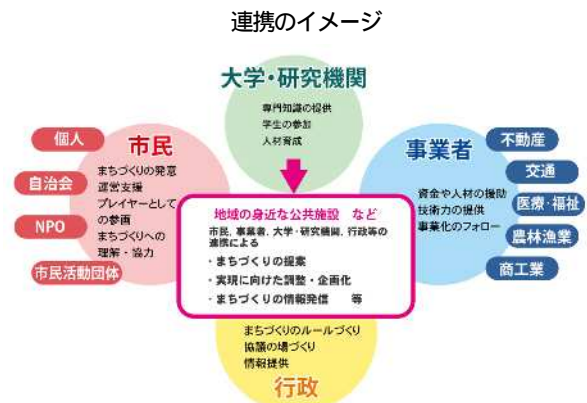 連携のイメージ
大学・研究機関
専門知識の提供
学生の参加
人材育成
市民
個人
自治会
NPO
市民活動団体
まちづくりの発意
運営支援
プレイヤーとして
の参画
まちづくりへの
理解・協力
事業者
不動産
交通
医療・福祉
農林漁業
商工業
資金や人材の援助
技術力の提供
事業化のフォロー
地域の身近な公共施設　など
市民、事業者、大学・研究機関、行政等の
連携による
・まちづくりの提案
・実現に向けた調整・企画化
・まちづくりの情報発信　等
まちづくりのルールづくり
協議の場づくり
情報提供
行政